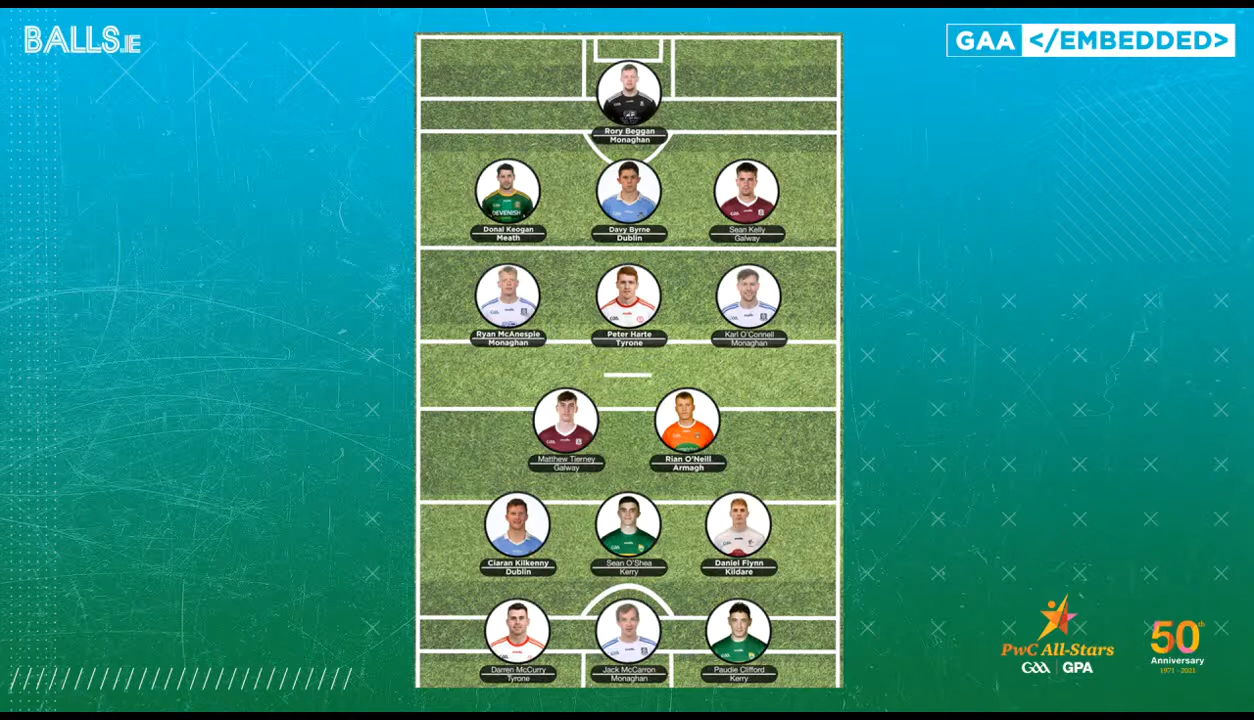 BALLS.IE
GAA </EMBEDDED>
Rory Beggan
Monaghan
DEVENISH
Donal Keogan
Meath
Davy Byrne
Dublin
Sean Kelly
Galway
Ryan McAnespie
Monaghan
Peter Harte
Tyrone
Karl O'Connell
Monaghan
Matthew Tierney
Galway
Rian O'Neill
Armagh
Ciaran Kilkenny
Dublin
Sean O'Shea
Kerry
Daniel Flynn
Kildare
Darren McCurry
Tyrone
Jack McCarron
Monaghan
Paudie Clifford
Kerry
PwC All-Stars
GAA GPA
50th
Anniversary
1971 - 2021